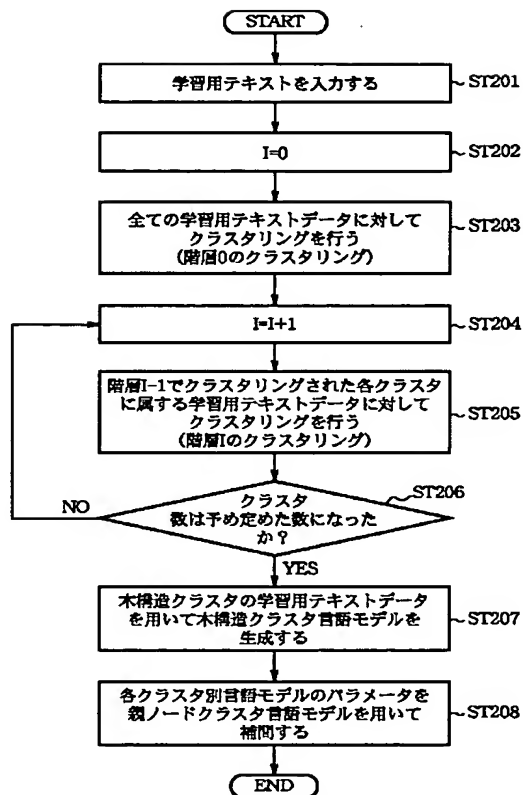 START
学習用テキストを入力する
ST201
I=0
ST202
全ての学習用テキストデータに対して
クラスタリングを行う
(階層0のクラスタリング)
ST203
I=I+1
ST204
階層I-1でクラスタリングされた各クラスタ
に属する学習用テキストデータに対して
クラスタリングを行う
(階層Iのクラスタリング)
ST205
クラスタ
数は予め定めた数になった
か?
ST206
NO
YES
木構造クラスタの学習用テキストデータ
を用いて木構造クラスタ言語モデルを
生成する
ST207
各クラスタ別言語モデルのパラメータを
親ノードクラスタ言語モデルを用いて
補間する
ST208
END